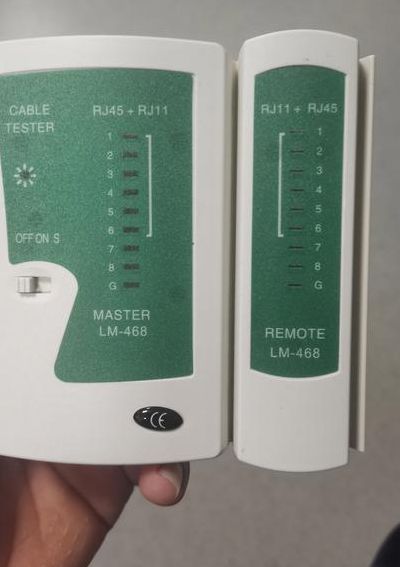 CABLE
TESTER
OFF ON S
RJ45 + RJ11
1
2
3
4
5
6
7
8
G
MASTER
LM-468
CE
RJ11 + RJ45
1
2
3
4
5
6
7
8
G
REMOTE
LM-468